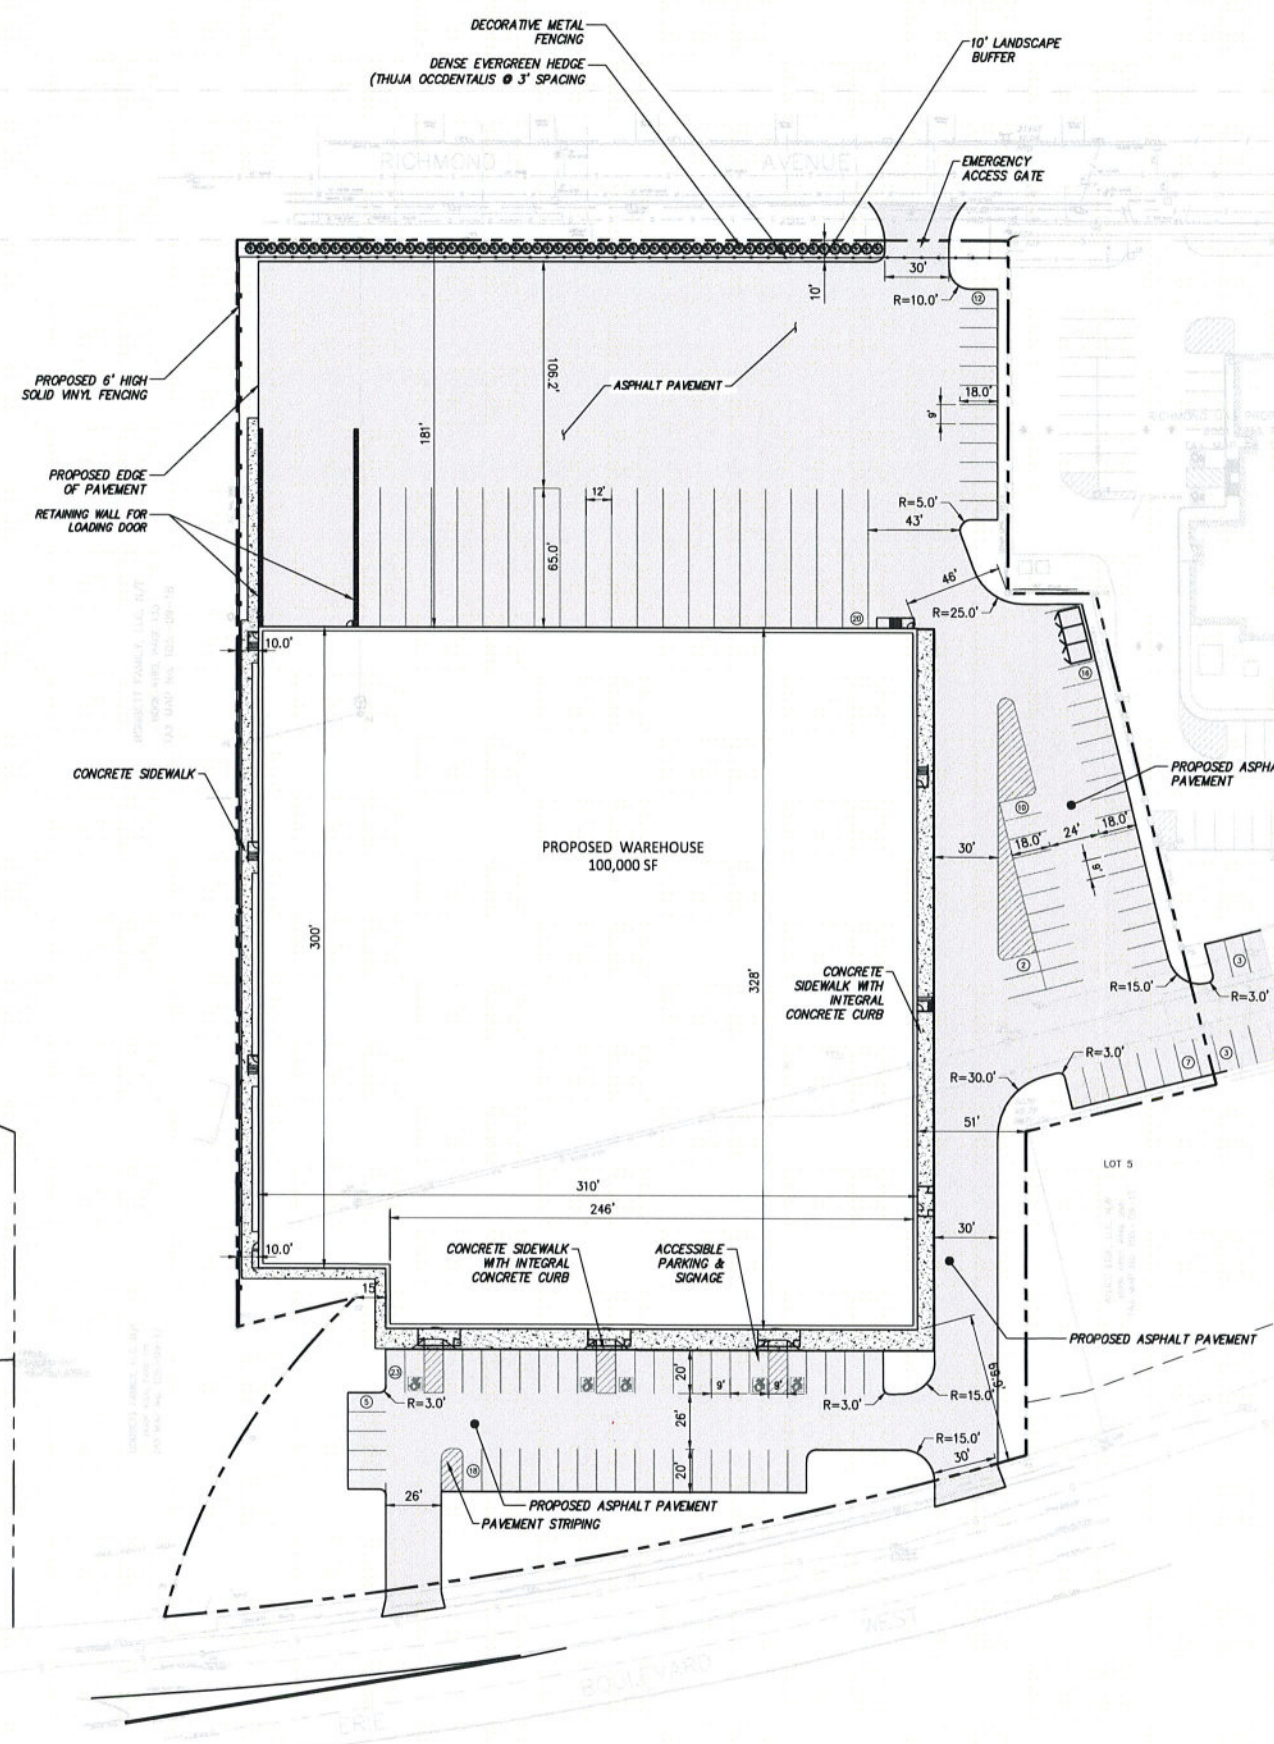 DECORATIVE METAL
FENCING
DENSE EVERGREEN HEDGE
(THUJA OCCDENTALIS @ 3' SPACING
10' LANDSCAPE
BUFFER
RICHMOND AVENUE
EMERGENCY
ACCESS GATE
30'
R=10.0'
12
10'
PROPOSED 6' HIGH
SOLID VINYL FENCING
ASPHALT PAVEMENT
106.2'
181'
18.0'
9'
PROPOSED EDGE
OF PAVEMENT
RETAINING WALL FOR
LOADING DOOR
12'
65.0'
R=5.0'
43'
46'
R=25.0'
20
10.0'
16
CONCRETE SIDEWALK
PROPOSED ASPHA
PAVEMENT
10
18.0'
24'
18.0'
9'
PROPOSED WAREHOUSE
100,000 SF
30'
300'
328'
CONCRETE
SIDEWALK WITH
INTEGRAL
CONCRETE CURB
2
3
R=15.0'
R=3.0'
R=3.0'
7
3
R=30.0'
51'
LOT 5
310'
246'
30'
10.0'
CONCRETE SIDEWALK
WITH INTEGRAL
CONCRETE CURB
ACCESSIBLE
PARKING &
SIGNAGE
15'
PROPOSED ASPHALT PAVEMENT
69.9'
23
20'
9'
9'
5
R=3.0'
R=3.0'
R=15.0'
26'
R=15.0'
30'
18
20'
26'
PROPOSED ASPHALT PAVEMENT
PAVEMENT STRIPING
ERIE BOULEVARD WEST